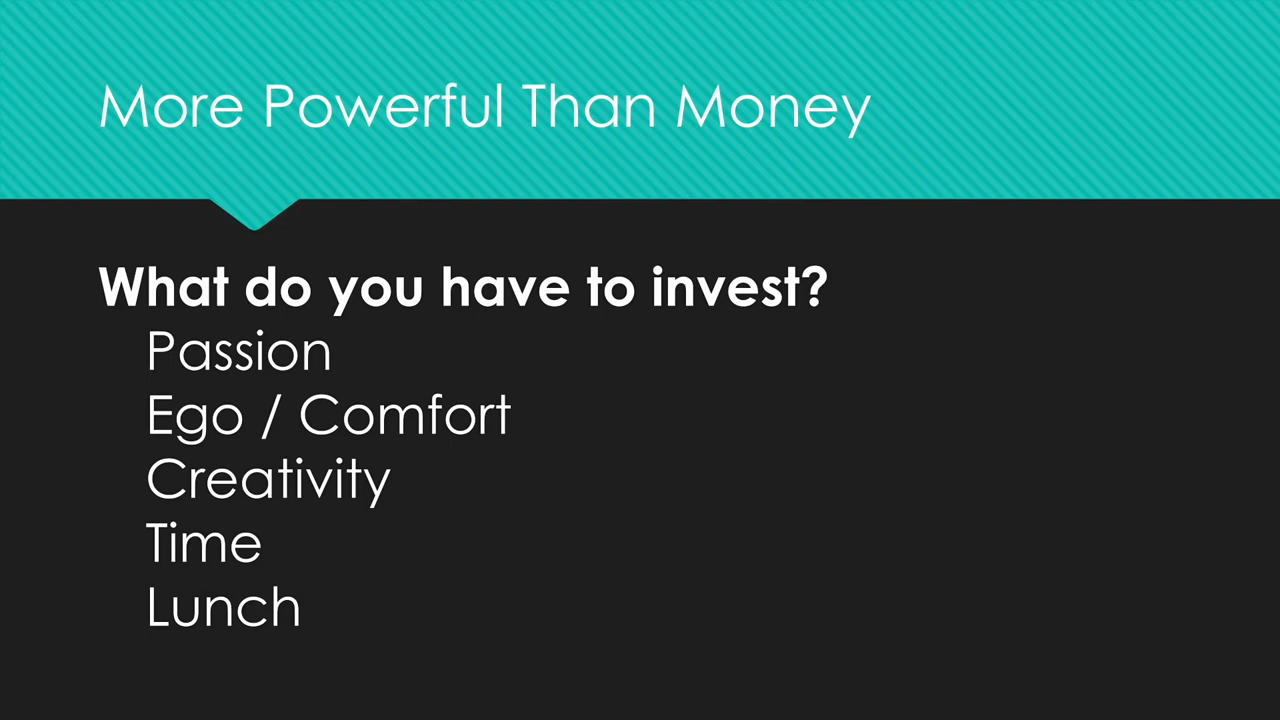 More Powerful Than Money
What do you have to invest?
Passion
Ego / Comfort
Creativity
Time
Lunch